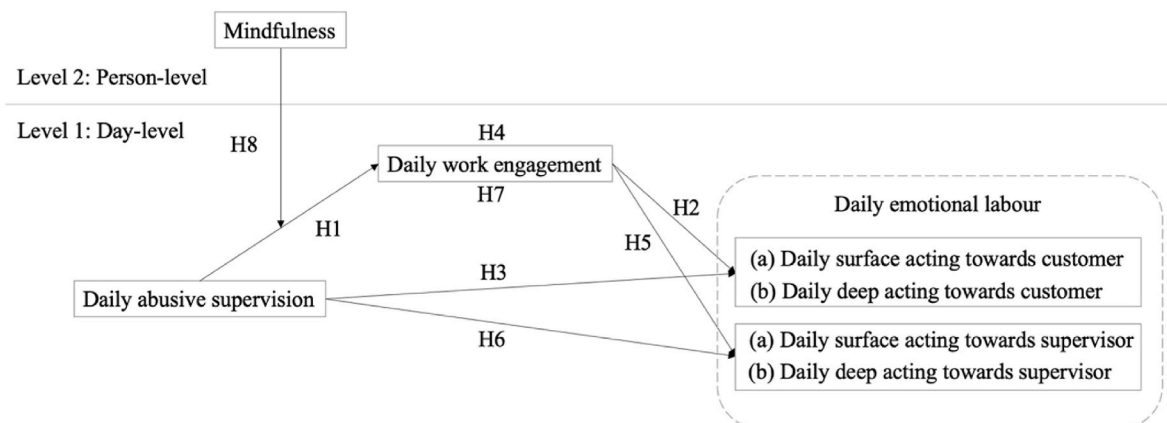 Mindfulness
Level 2: Person-level
Level 1: Day-level
H8
H4
Daily work engagement
H7
H1
H2
H5
Daily emotional labour
H3
(a) Daily surface acting towards customer
(b) Daily deep acting towards customer
Daily abusive supervision
H6
(a) Daily surface acting towards supervisor
(b) Daily deep acting towards supervisor